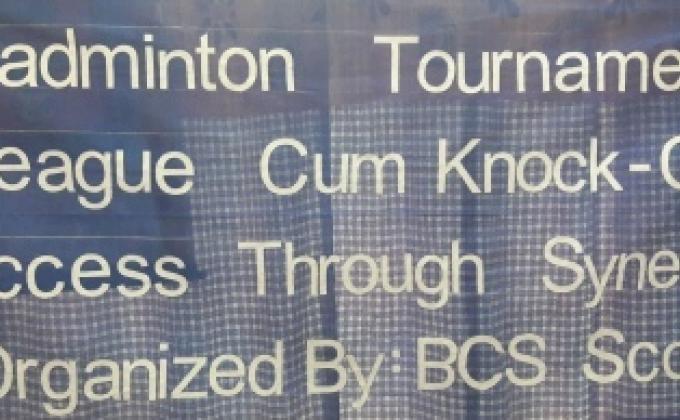 adminton Tourname
eague Cum Knock-O
ccess Through Syne
Organized By: BCS Sco